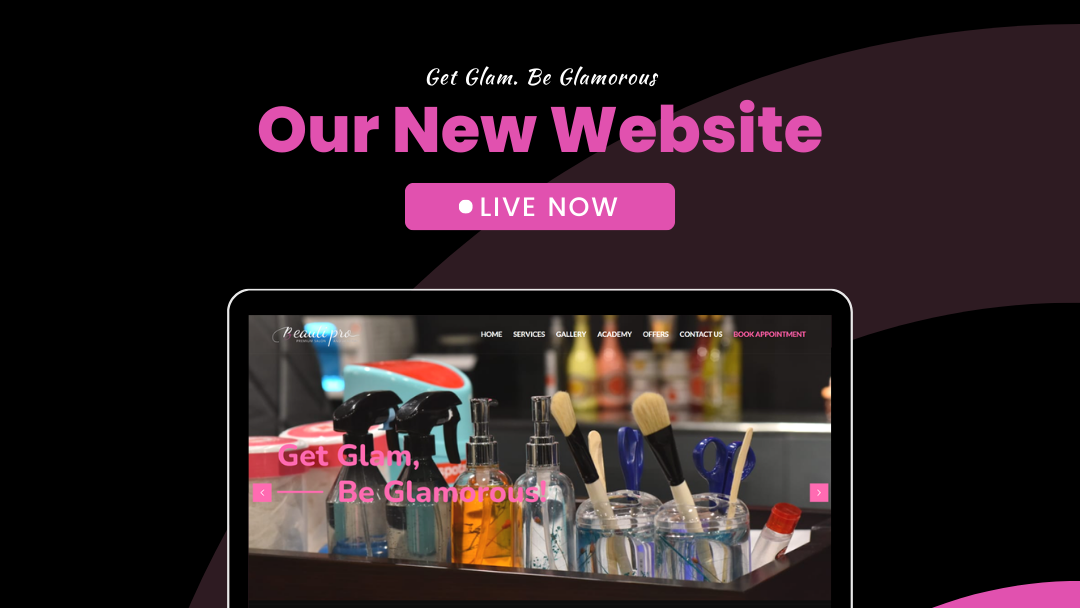 Get Glam. Be Glamorous
Our New Website
LIVE NOW
HOME SERVICES GALLERY ACADEMY OFFERS CONTACT US BOOK APPOINTMENT
Get Glam,
Be Glamorous!